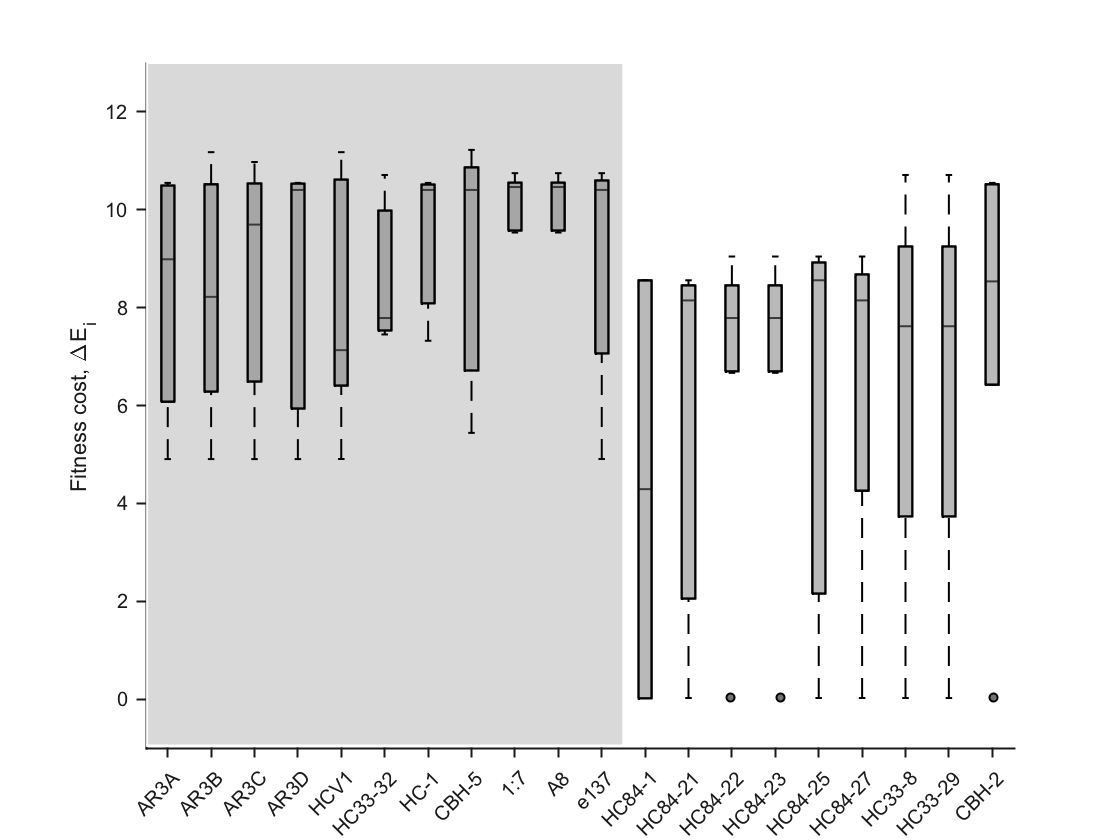 12
10
8
6
4
2
0
Fitness cost, ΔEi
AR3A
AR3B
AR3C
AR3D
HCV1
HC33-32
HC-1
CBH-5
1:7
A8
e137
HC84-1
HC84-21
HC84-22
HC84-23
HC84-25
HC84-27
HC33-8
HC33-29
CBH-2